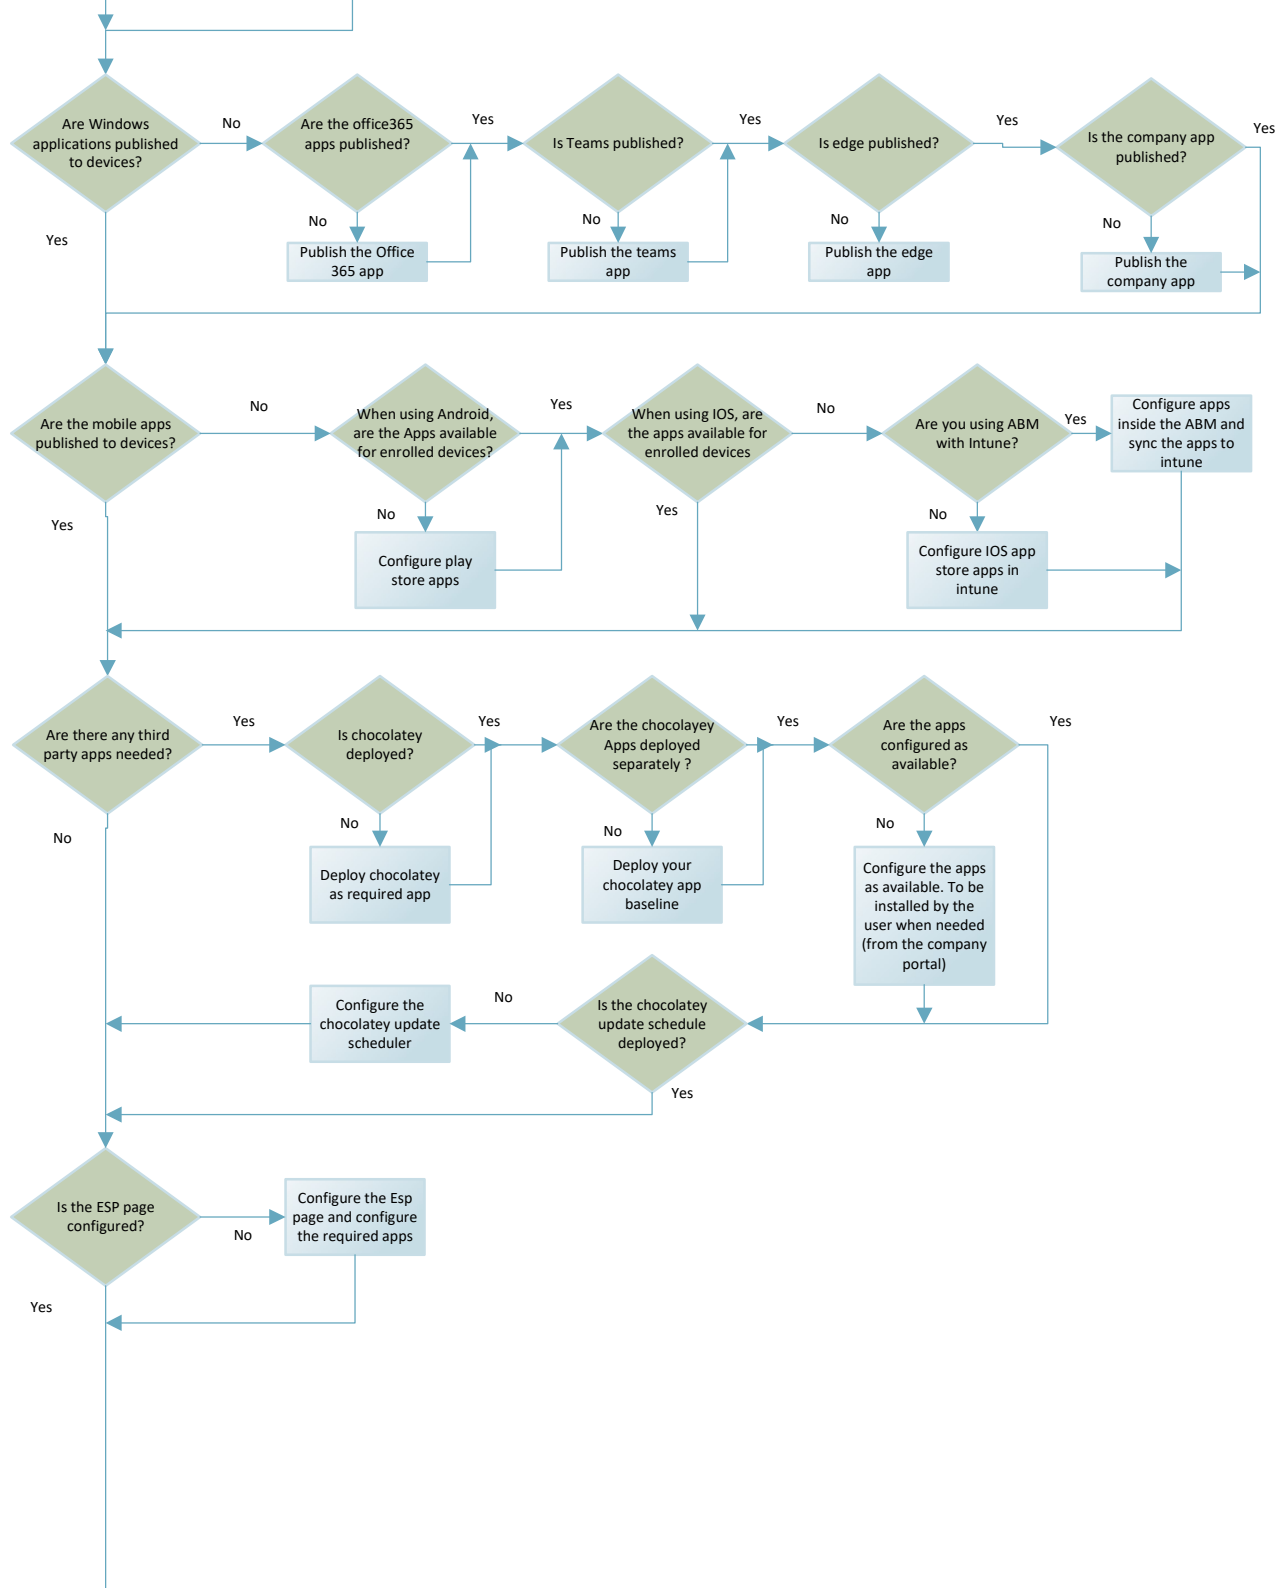 Are Windows
applications published
to devices?
No
Are the office365
apps published?
Yes
Is Teams published?
Yes
Is edge published?
Yes
Is the company app
published?
Yes
Yes
No
Publish the Office
365 app
No
Publish the teams
app
No
Publish the edge
app
No
Publish the
company app
Are the mobile apps
published to devices?
No
When using Android,
are the Apps available
for enrolled devices?
Yes
When using IOS, are
the apps available for
enrolled devices
No
Are you using ABM
with Intune?
Yes
Configure apps
inside the ABM and
sync the apps to
intune
Yes
No
Configure play
store apps
Yes
No
Configure IOS app
store apps in
intune
Are there any third
party apps needed?
Yes
Is chocolatey
deployed?
Yes
Are the chocolayey
Apps deployed
separately ?
Yes
Are the apps
configured as
available?
Yes
No
No
Deploy chocolatey
as required app
No
Deploy your
chocolatey app
baseline
No
Configure the apps
as available. To be
installed by the
user when needed
(from the company
portal)
Configure the
chocolatey update
scheduler
No
Is the chocolatey
update schedule
deployed?
Yes
Is the ESP page
configured?
No
Configure the Esp
page and configure
the required apps
Yes